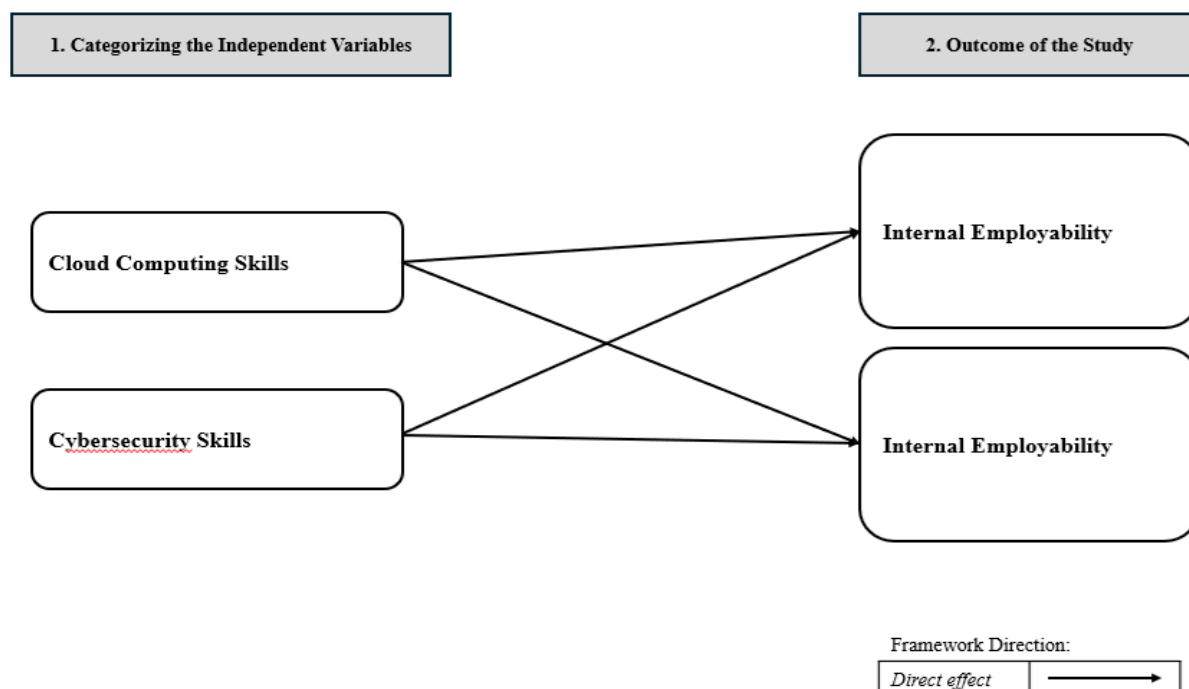 1. Categorizing the Independent Variables
2. Outcome of the Study
Internal Employability
Cloud Computing Skills
Cybersecurity Skills
Internal Employability
Framework Direction:
Direct effect